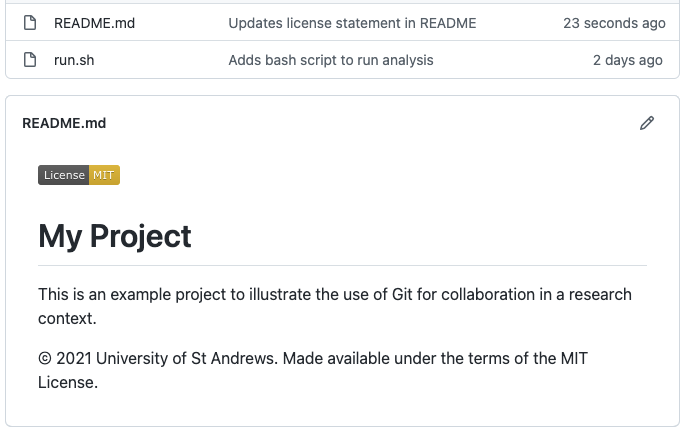 README.md Updates license statement in README 23 seconds ago
run.sh Adds bash script to run analysis 2 days ago
README.md
License MIT
My Project
This is an example project to illustrate the use of Git for collaboration in a research
context.
© 2021 University of St Andrews. Made available under the terms of the MIT
License.